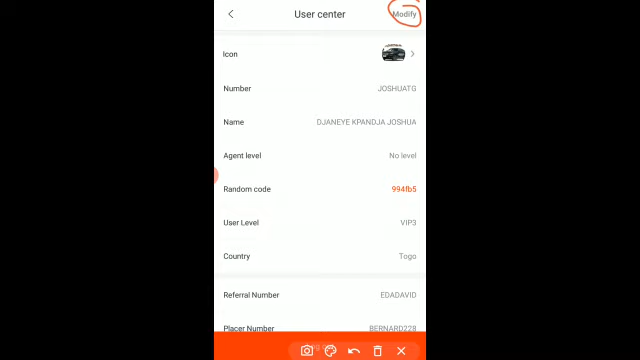 User center
Modify
Icon
Number JOSHUATG
Name DJANEYE KPANDJA JOSHUA
Agent level No level
Random code 994fb5
User Level VIP3
Country Togo
Referral Number EDADAVID
Placer Number BERNARD228